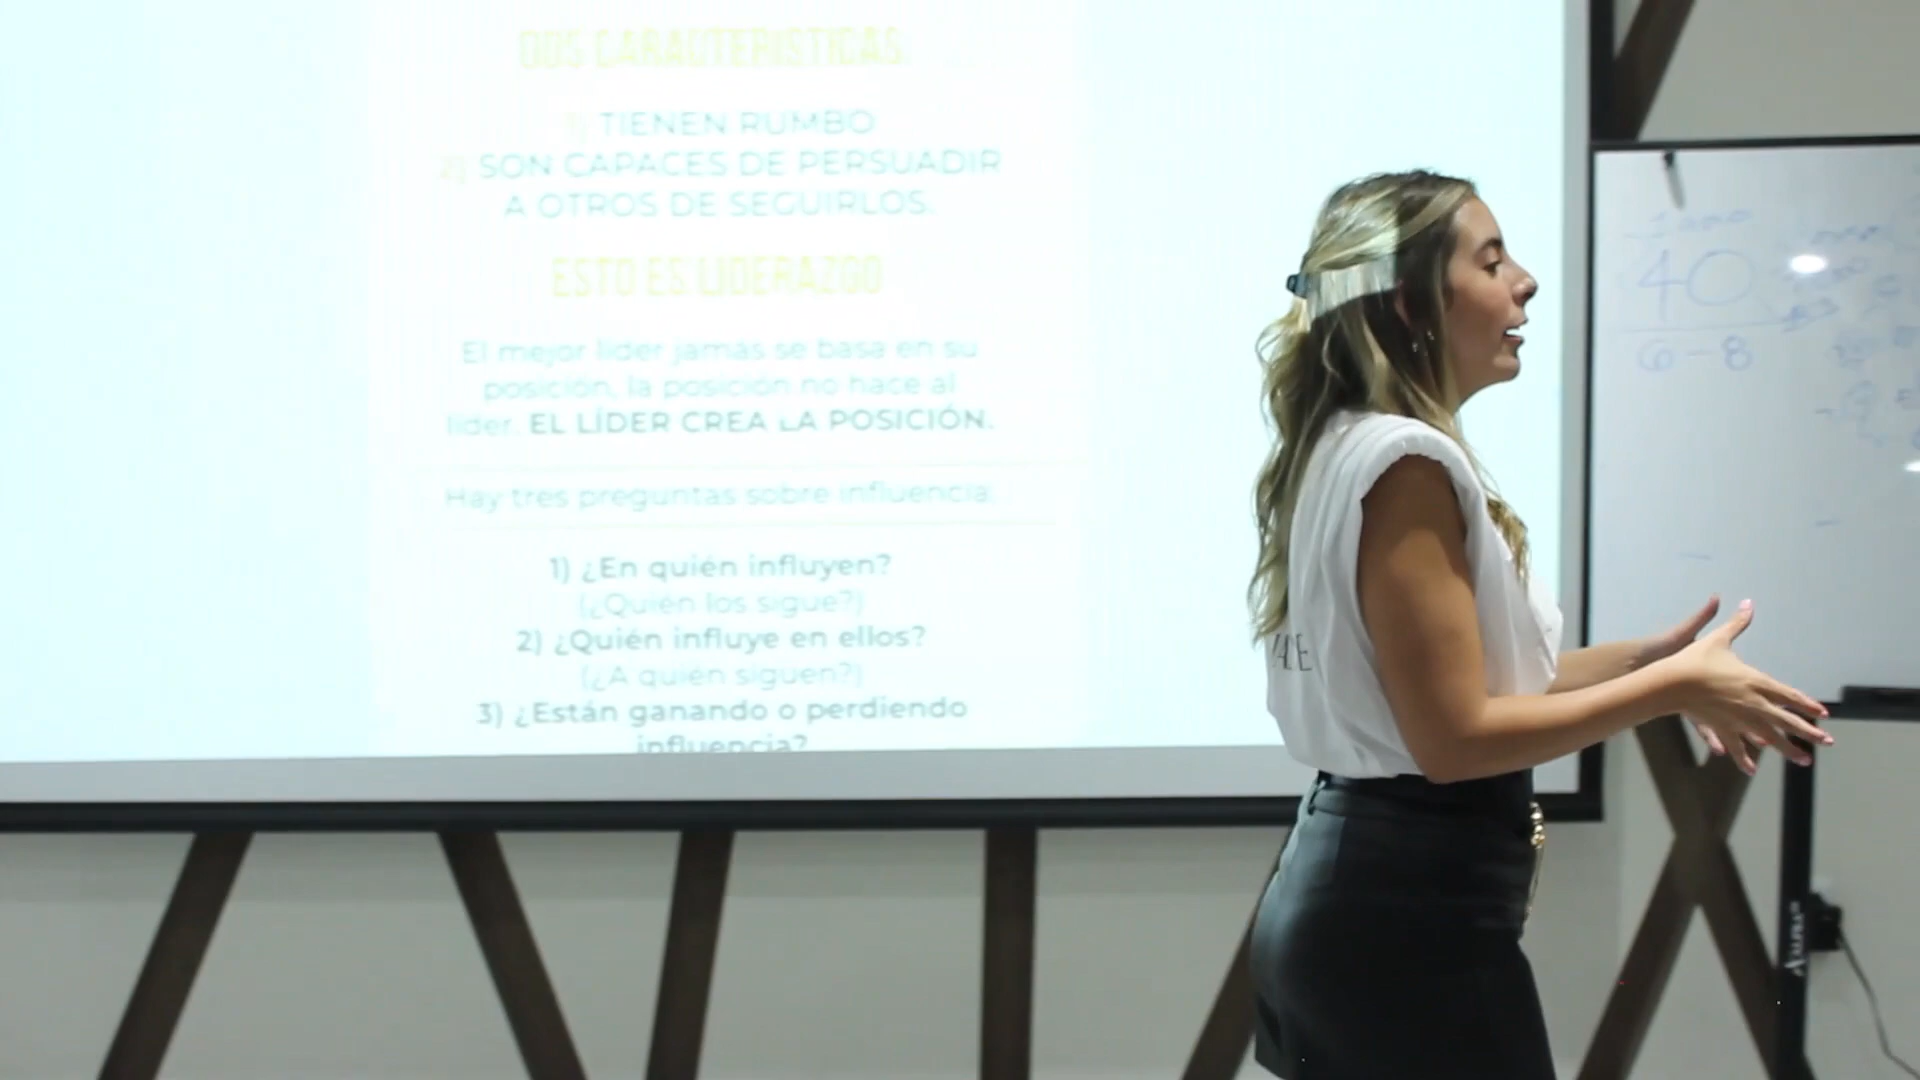 DOS CARACTERÍSTICAS:
1) TIENEN RUMBO
2) SON CAPACES DE PERSUADIR
A OTROS DE SEGUIRLOS.
ESTO ES LIDERAZGO
El mejor líder jamás se basa en su
posición, la posición no hace al
líder. EL LÍDER CREA LA POSICIÓN.
Hay tres preguntas sobre influencia:
1) ¿En quién influyen?
(¿Quién los sigue?)
2) ¿Quién influye en ellos?
(¿A quién siguen?)
3) ¿Están ganando o perdiendo
influencia?
40
6-8